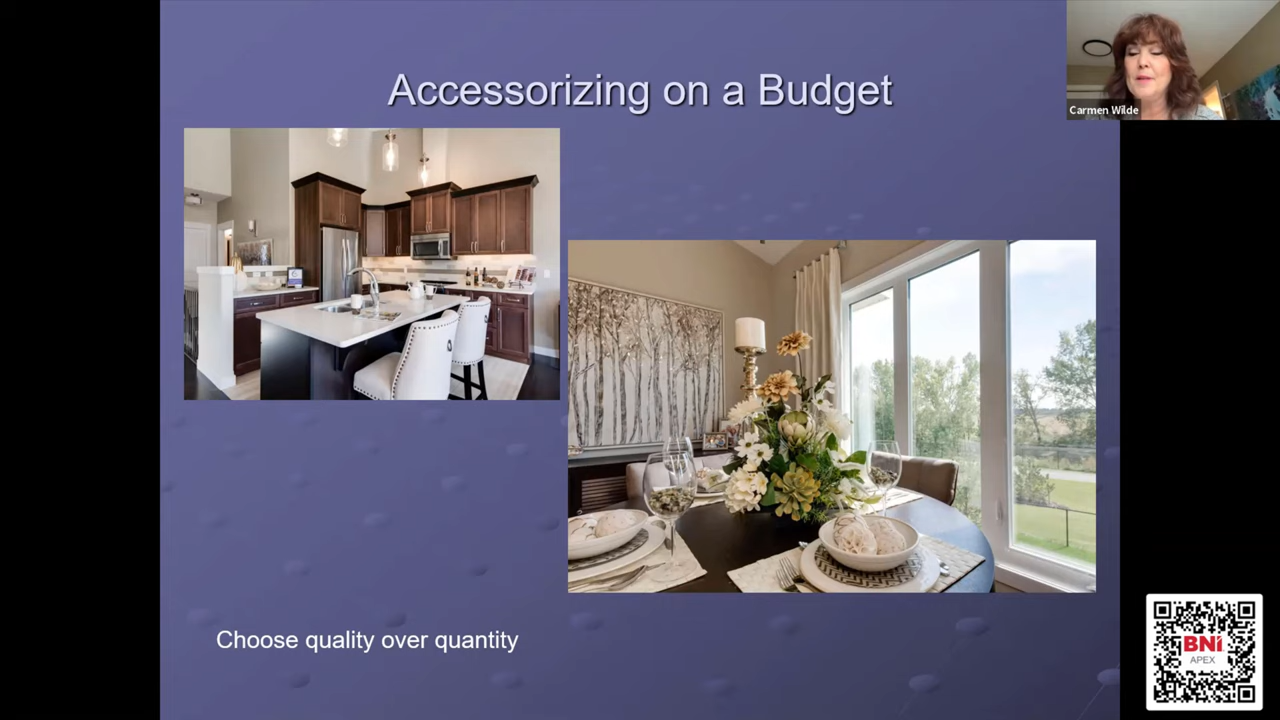 Accessorizing on a Budget
Carmen Wilde
Choose quality over quantity
BNI
APEX